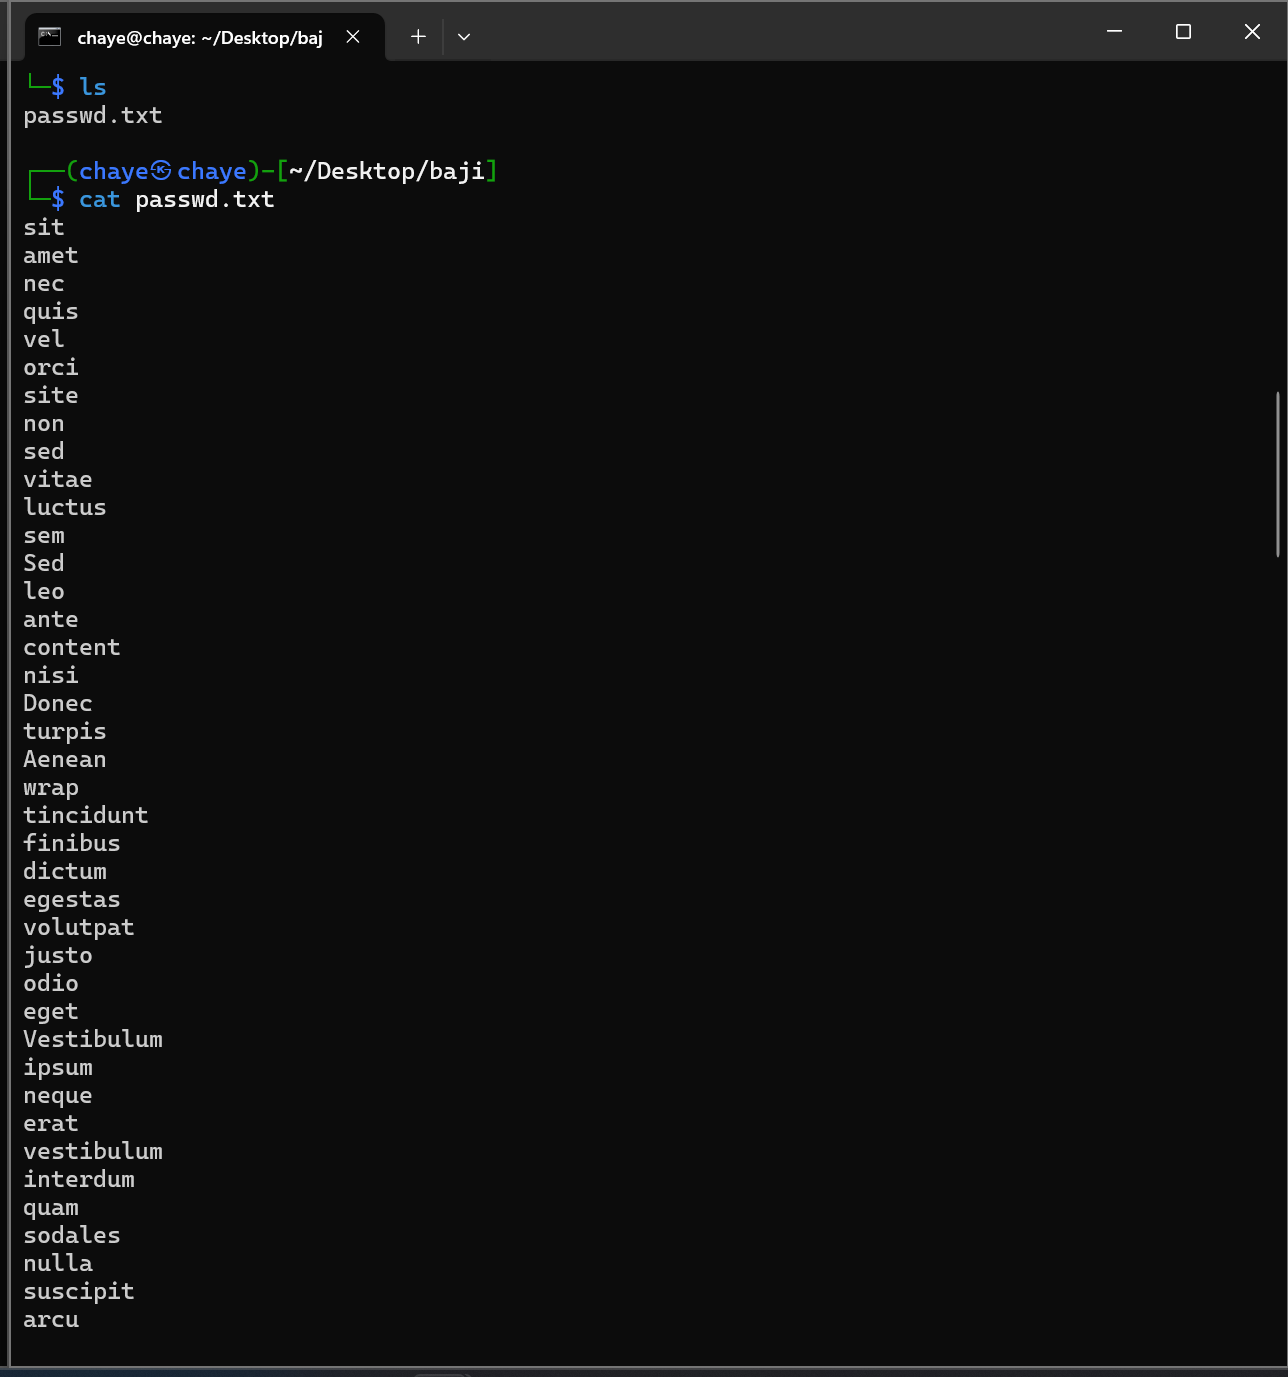 chaye@chaye: ~/Desktop/baj
└─$ ls
passwd.txt
┌──(chaye㉿chaye)-[~/Desktop/baji]
└─$ cat passwd.txt
sit
amet
nec
quis
vel
orci
site
non
sed
vitae
luctus
sem
Sed
leo
ante
content
nisi
Donec
turpis
Aenean
wrap
tincidunt
finibus
dictum
egestas
volutpat
justo
odio
eget
Vestibulum
ipsum
neque
erat
vestibulum
interdum
quam
sodales
nulla
suscipit
arcu